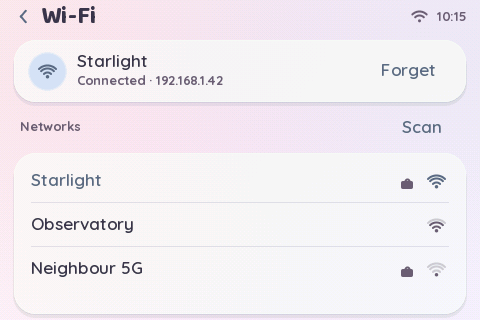 Wi-Fi
10:15
Starlight
Connected · 192.168.1.42
Forget
Networks
Scan
Starlight
Observatory
Neighbour 5G